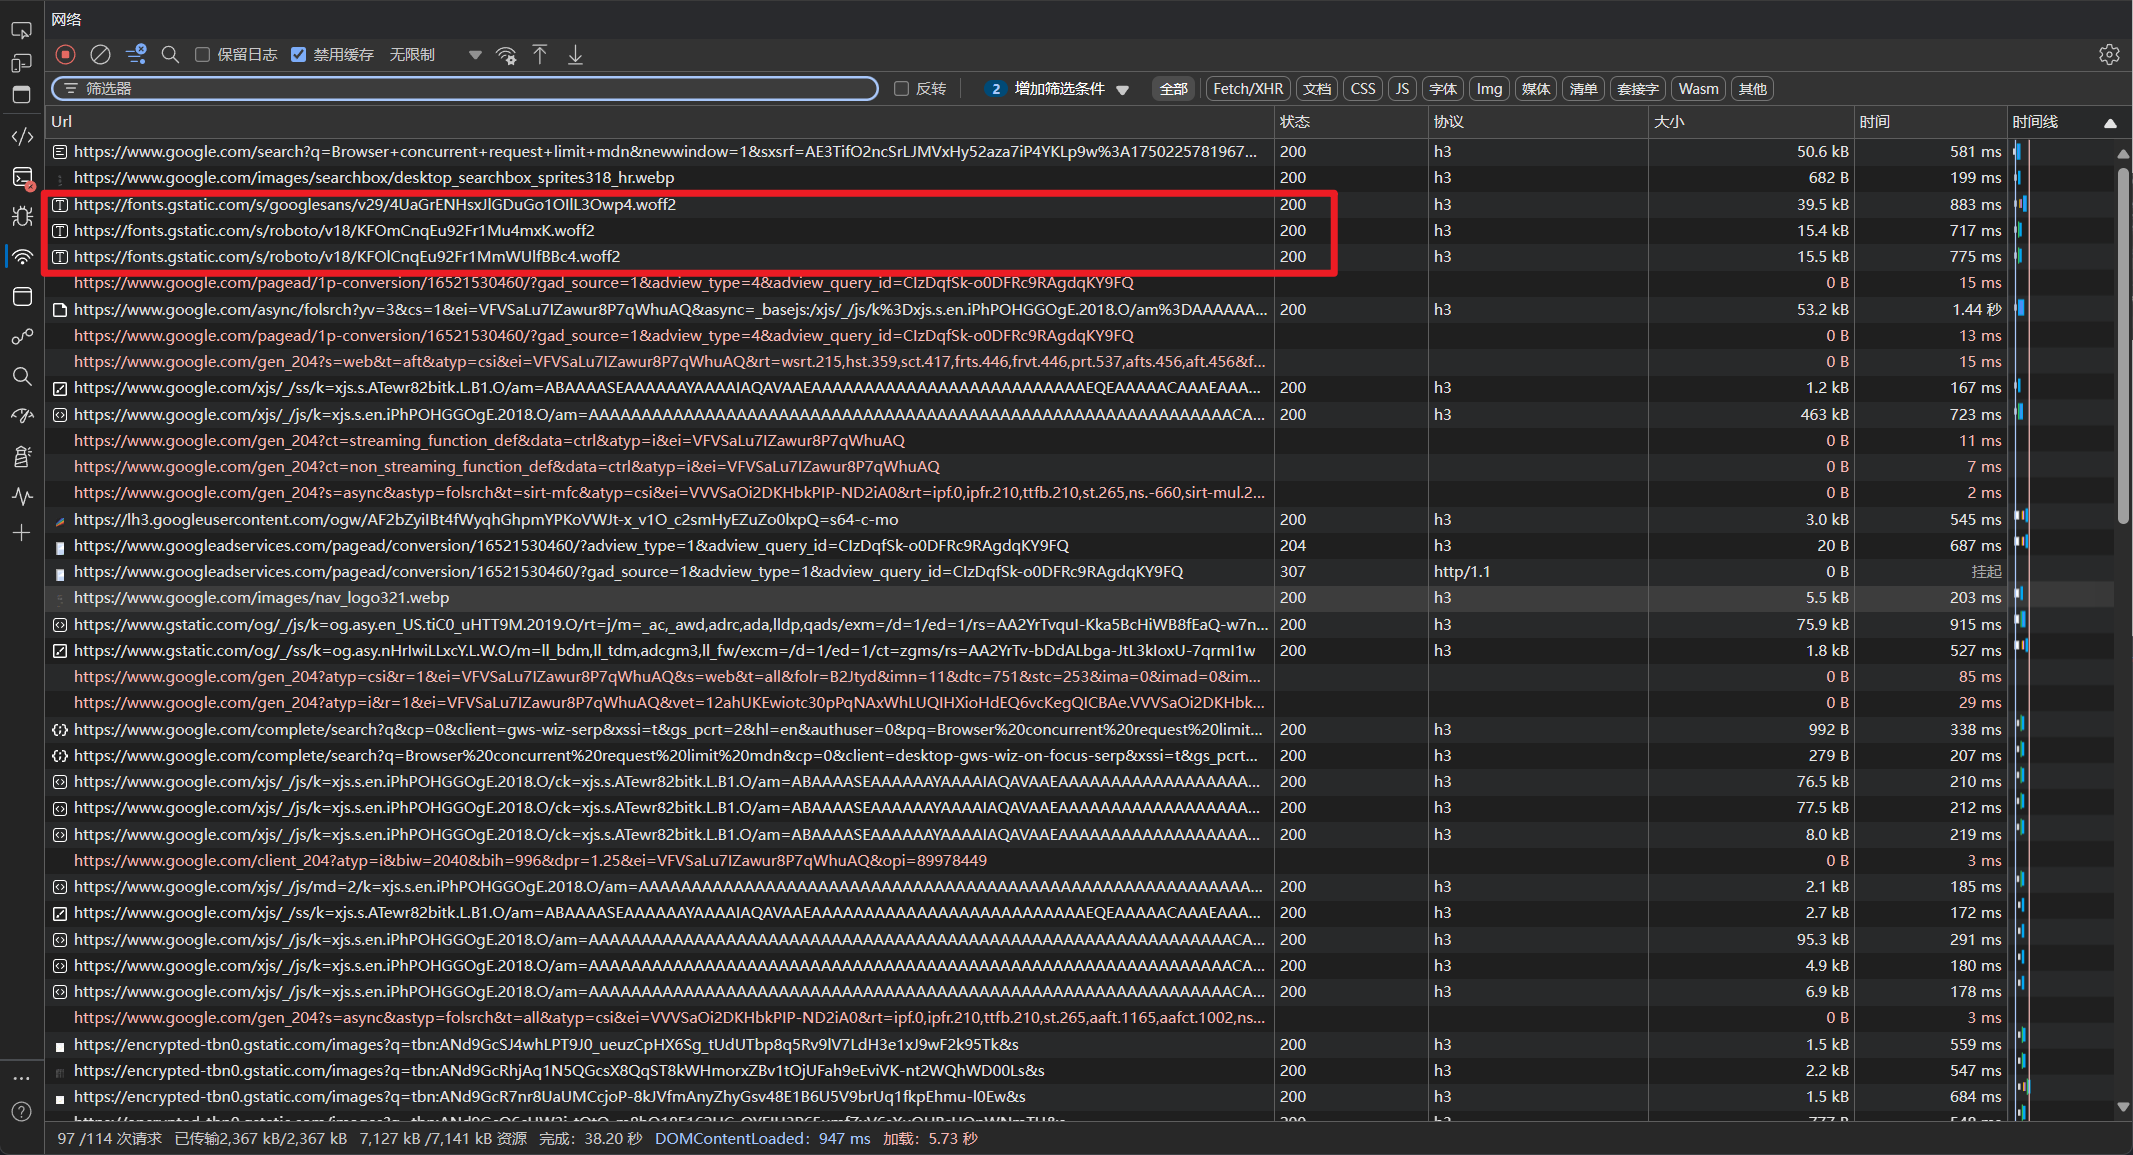 网络
保留日志 禁用缓存 无限制
筛选器 反转 2 增加筛选条件 全部 Fetch/XHR 文档 CSS JS 字体 Img 媒体 清单 套接字 Wasm 其他
Url 状态 协议 大小 时间 时间线
https://www.google.com/search?q=Browser+concurrent+request+limit+mdn&newwindow=1&sxsrf=AE3TifO2ncSrLJMVxHy52aza7iP4YKLp9w%3A1750225781967... 200 h3 50.6 kB 581 ms
https://www.google.com/images/searchbox/desktop_searchbox_sprites318_hr.webp 200 h3 682 B 199 ms
https://fonts.gstatic.com/s/googlesans/v29/4UaGrENHsxJlGDuGo1OIlL3Owp4.woff2 200 h3 39.5 kB 883 ms
https://fonts.gstatic.com/s/roboto/v18/KFOmCnqEu92Fr1Mu4mxK.woff2 200 h3 15.4 kB 717 ms
https://fonts.gstatic.com/s/roboto/v18/KFOlCnqEu92Fr1MmWUlfBBc4.woff2 200 h3 15.5 kB 775 ms
https://www.google.com/pagead/1p-conversion/16521530460/?gad_source=1&adview_type=4&adview_query_id=CIzDqfSk-o0DFRc9RAgdqKY9FQ 0 B 15 ms
https://www.google.com/async/folsrch?yv=3&cs=1&ei=VFVSaLu7IZawur8P7qWhuAQ&async=_basejs:/xjs/_/js/k%3Dxjs.s.en.iPhPOHGGOgE.2018.O/am%3DAAAAAA... 200 h3 53.2 kB 1.44 秒
https://www.google.com/pagead/1p-conversion/16521530460/?gad_source=1&adview_type=4&adview_query_id=CIzDqfSk-o0DFRc9RAgdqKY9FQ 0 B 13 ms
https://www.google.com/gen_204?s=web&t=aft&atyp=csi&ei=VFVSaLu7IZawur8P7qWhuAQ&rt=wsrt.215,hst.359,sct.417,frts.446,frvt.446,prt.537,afts.456,aft.456&f... 0 B 15 ms
https://www.google.com/xjs/_/ss/k=xjs.s.ATewr82bitk.L.B1.O/am=ABAAAASEAAAAAAYAAAAIAQAVAAEAAAAAAAAAAAAAAAAAAAAAAAAAAEQEAAAAACAAAEAAA... 200 h3 1.2 kB 167 ms
https://www.google.com/xjs/_/js/k=xjs.s.en.iPhPOHGGOgE.2018.O/am=AAAAAAAAAAAAAAAAAAAAAAAAAAAAAAAAAAAAAAAAAAAAAAAAAAAAAAAAAAAAACA... 200 h3 463 kB 723 ms
https://www.google.com/gen_204?ct=streaming_function_def&data=ctrl&atyp=i&ei=VFVSaLu7IZawur8P7qWhuAQ 0 B 11 ms
https://www.google.com/gen_204?ct=non_streaming_function_def&data=ctrl&atyp=i&ei=VFVSaLu7IZawur8P7qWhuAQ 0 B 7 ms
https://www.google.com/gen_204?s=async&astyp=folsrch&t=sirt-mfc&atyp=csi&ei=VVVSaOi2DKHbkPIP-ND2iA0&rt=ipf.0,ipfr.210,ttfb.210,st.265,ns.-660,sirt-mul.2... 0 B 2 ms
https://lh3.googleusercontent.com/ogw/AF2bZyiIBt4fWyqhGhpmYPKoVWJt-x_v1O_c2smHyEZuZo0lxpQ=s64-c-mo 200 h3 3.0 kB 545 ms
https://www.googleadservices.com/pagead/conversion/16521530460/?adview_type=1&adview_query_id=CIzDqfSk-o0DFRc9RAgdqKY9FQ 204 h3 20 B 687 ms
https://www.googleadservices.com/pagead/conversion/16521530460/?gad_source=1&adview_type=1&adview_query_id=CIzDqfSk-o0DFRc9RAgdqKY9FQ 307 http/1.1 0 B 挂起
https://www.google.com/images/nav_logo321.webp 200 h3 5.5 kB 203 ms
https://www.gstatic.com/og/_/js/k=og.asy.en_US.tiC0_uHTT9M.2019.O/rt=j/m=_ac,_awd,adrc,ada,lldp,qads/exm=/d=1/ed=1/rs=AA2YrTvquI-Kka5BcHiWB8fEaQ-w7n... 200 h3 75.9 kB 915 ms
https://www.gstatic.com/og/_/ss/k=og.asy.nHrIwiLLxcY.L.W.O/m=ll_bdm,ll_tdm,adcgm3,ll_fw/excm=/d=1/ed=1/ct=zgms/rs=AA2YrTv-bDdALbga-JtL3kIoxU-7qrmI1w 200 h3 1.8 kB 527 ms
https://www.google.com/gen_204?atyp=csi&r=1&ei=VFVSaLu7IZawur8P7qWhuAQ&s=web&t=all&folr=B2Jtyd&imn=11&dtc=751&stc=253&ima=0&imad=0&im... 0 B 85 ms
https://www.google.com/gen_204?atyp=i&r=1&ei=VFVSaLu7IZawur8P7qWhuAQ&vet=12ahUKEwiotc30pPqNAxWhLUQIHXioHdEQ6vcKegQICBAe.VVVSaOi2DKHbk... 0 B 29 ms
https://www.google.com/complete/search?q&cp=0&client=gws-wiz-serp&xssi=t&gs_pcrt=2&hl=en&authuser=0&pq=Browser%20concurrent%20request%20limit... 200 h3 992 B 338 ms
https://www.google.com/complete/search?q=Browser%20concurrent%20request%20limit%20mdn&cp=0&client=desktop-gws-wiz-on-focus-serp&xssi=t&gs_pcrt... 200 h3 279 B 207 ms
https://www.google.com/xjs/_/js/k=xjs.s.en.iPhPOHGGOgE.2018.O/ck=xjs.s.ATewr82bitk.L.B1.O/am=ABAAAASEAAAAAAYAAAAIAQAVAAEAAAAAAAAAAAAAAAAAA... 200 h3 76.5 kB 210 ms
https://www.google.com/xjs/_/js/k=xjs.s.en.iPhPOHGGOgE.2018.O/ck=xjs.s.ATewr82bitk.L.B1.O/am=ABAAAASEAAAAAAYAAAAIAQAVAAEAAAAAAAAAAAAAAAAAA... 200 h3 77.5 kB 212 ms
https://www.google.com/xjs/_/js/k=xjs.s.en.iPhPOHGGOgE.2018.O/ck=xjs.s.ATewr82bitk.L.B1.O/am=ABAAAASEAAAAAAYAAAAIAQAVAAEAAAAAAAAAAAAAAAAAA... 200 h3 8.0 kB 219 ms
https://www.google.com/client_204?atyp=i&biw=2040&bih=996&dpr=1.25&ei=VFVSaLu7IZawur8P7qWhuAQ&opi=89978449 0 B 3 ms
https://www.google.com/xjs/_/js/md=2/k=xjs.s.en.iPhPOHGGOgE.2018.O/am=AAAAAAAAAAAAAAAAAAAAAAAAAAAAAAAAAAAAAAAAAAAAAAAAAAAAAAAAAAA... 200 h3 2.1 kB 185 ms
https://www.google.com/xjs/_/ss/k=xjs.s.ATewr82bitk.L.B1.O/am=ABAAAASEAAAAAAYAAAAIAQAVAAEAAAAAAAAAAAAAAAAAAAAAAAAAAEQEAAAAACAAAEAAA... 200 h3 2.7 kB 172 ms
https://www.google.com/xjs/_/js/k=xjs.s.en.iPhPOHGGOgE.2018.O/am=AAAAAAAAAAAAAAAAAAAAAAAAAAAAAAAAAAAAAAAAAAAAAAAAAAAAAAAAAAAAACA... 200 h3 95.3 kB 291 ms
https://www.google.com/xjs/_/js/k=xjs.s.en.iPhPOHGGOgE.2018.O/am=AAAAAAAAAAAAAAAAAAAAAAAAAAAAAAAAAAAAAAAAAAAAAAAAAAAAAAAAAAAAACA... 200 h3 4.9 kB 180 ms
https://www.google.com/xjs/_/js/k=xjs.s.en.iPhPOHGGOgE.2018.O/am=AAAAAAAAAAAAAAAAAAAAAAAAAAAAAAAAAAAAAAAAAAAAAAAAAAAAAAAAAAAAACA... 200 h3 6.9 kB 178 ms
https://www.google.com/gen_204?s=async&astyp=folsrch&t=all&atyp=csi&ei=VVVSaOi2DKHbkPIP-ND2iA0&rt=ipf.0,ipfr.210,ttfb.210,st.265,aaft.1165,aafct.1002,ns... 0 B 3 ms
https://encrypted-tbn0.gstatic.com/images?q=tbn:ANd9GcSJ4whLPT9J0_ueuzCpHX6Sg_tUdUTbp8q5Rv9lV7LdH3e1xJ9wF2k95Tk&s 200 h3 1.5 kB 559 ms
https://encrypted-tbn0.gstatic.com/images?q=tbn:ANd9GcRhjAq1N5QGcsX8QqST8kWHmorxZBv1tOjUFah9eEviVK-nt2WQhWD00Ls&s 200 h3 2.2 kB 547 ms
https://encrypted-tbn0.gstatic.com/images?q=tbn:ANd9GcR7nr8UaUMCcjoP-8kJVfmAnyZhyGsv48E1B6U5V9brUq1fkpEhmu-l0Ew&s 200 h3 1.5 kB 684 ms
97 /114 次请求 已传输2,367 kB/2,367 kB 7,127 kB /7,141 kB 资源 完成: 38.20 秒 DOMContentLoaded: 947 ms 加载: 5.73 秒